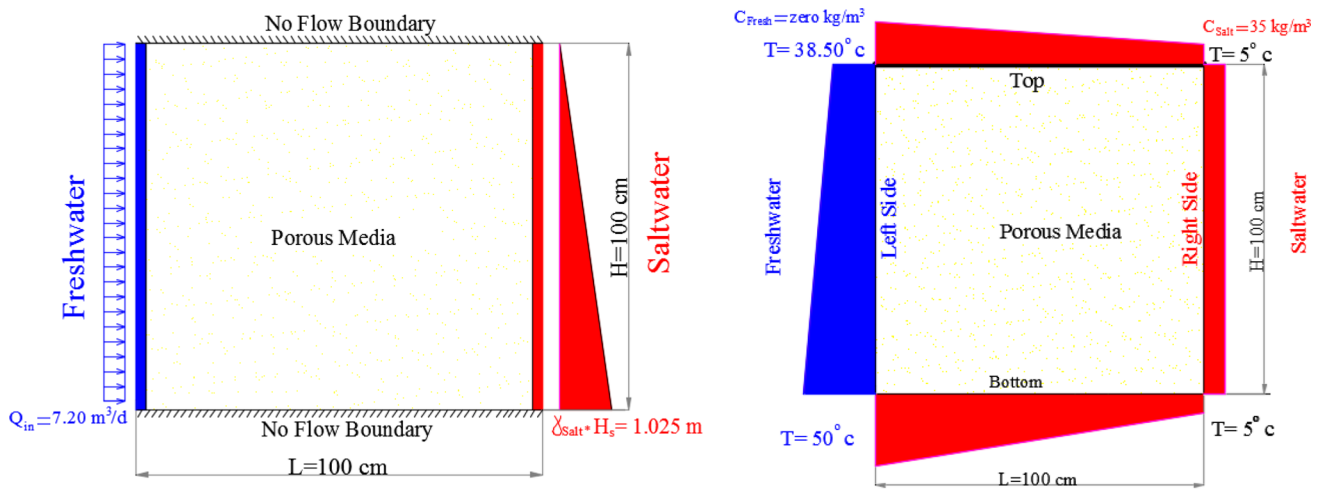 No Flow Boundary
Freshwater
Porous Media
H=100 cm
Saltwater
Qin=7.20 m³/d
No Flow Boundary
ɣSalt* Hs= 1.025 m
L=100 cm
CFresh=zero kg/m³
CSalt=35 kg/m³
T= 38.50° c
T= 5° c
Top
Freshwater
Left Side
Porous Media
Right Side
H=100 cm
Saltwater
Bottom
T= 50° c
T= 5° c
L=100 cm